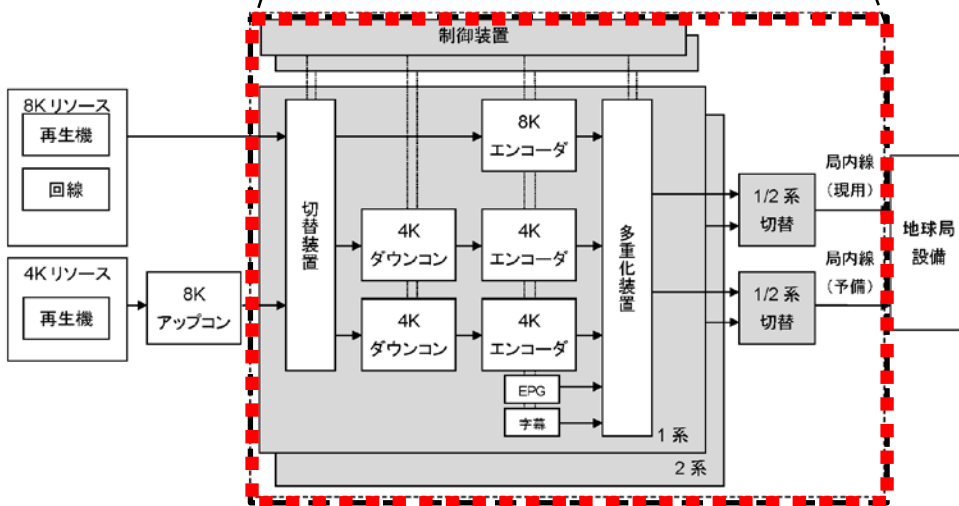 制御装置
8Kリソース
再生機
回線
4Kリソース
再生機
8K
アップコン
切替装置
8K
エンコーダ
4K
ダウンコン
4K
エンコーダ
4K
ダウンコン
4K
エンコーダ
EPG
字幕
多重化装置
1系
2系
1/2系
切替
1/2系
切替
局内線
(現用)
局内線
(予備)
地球局
設備